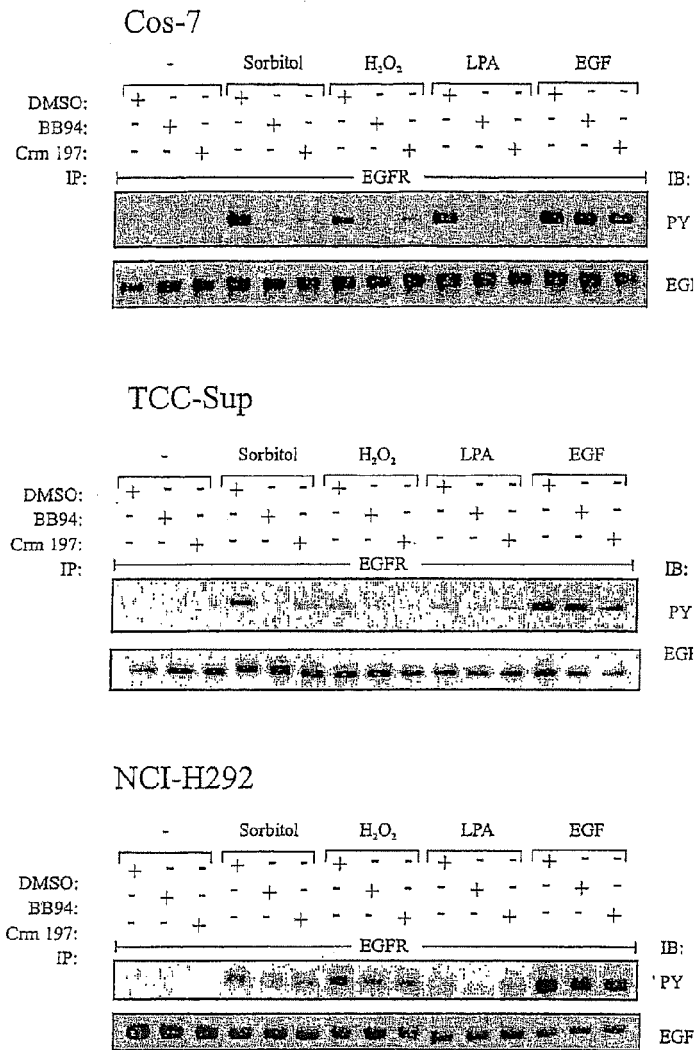 Cos-7
- Sorbitol H₂O₂ LPA EGF
DMSO: + - - + - - + - - + - - + - -
BB94: - + - - + - - + - - + - - + -
Crm 197: - - + - - + - - + - - + - - +
IP: EGFR IB:
PY
EGF
TCC-Sup
- Sorbitol H₂O₂ LPA EGF
DMSO: + - - + - - + - - + - - + - -
BB94: - + - - + - - + - - + - - + -
Crm 197: - - + - - + - - + - - + - - +
IP: EGFR IB:
PY
EGF
NCI-H292
- Sorbitol H₂O₂ LPA EGF
DMSO: + - - + - - + - - + - - + - -
BB94: - + - - + - - + - - + - - + -
Crm 197: - - + - - + - - + - - + - - +
IP: EGFR IB:
PY
EGF